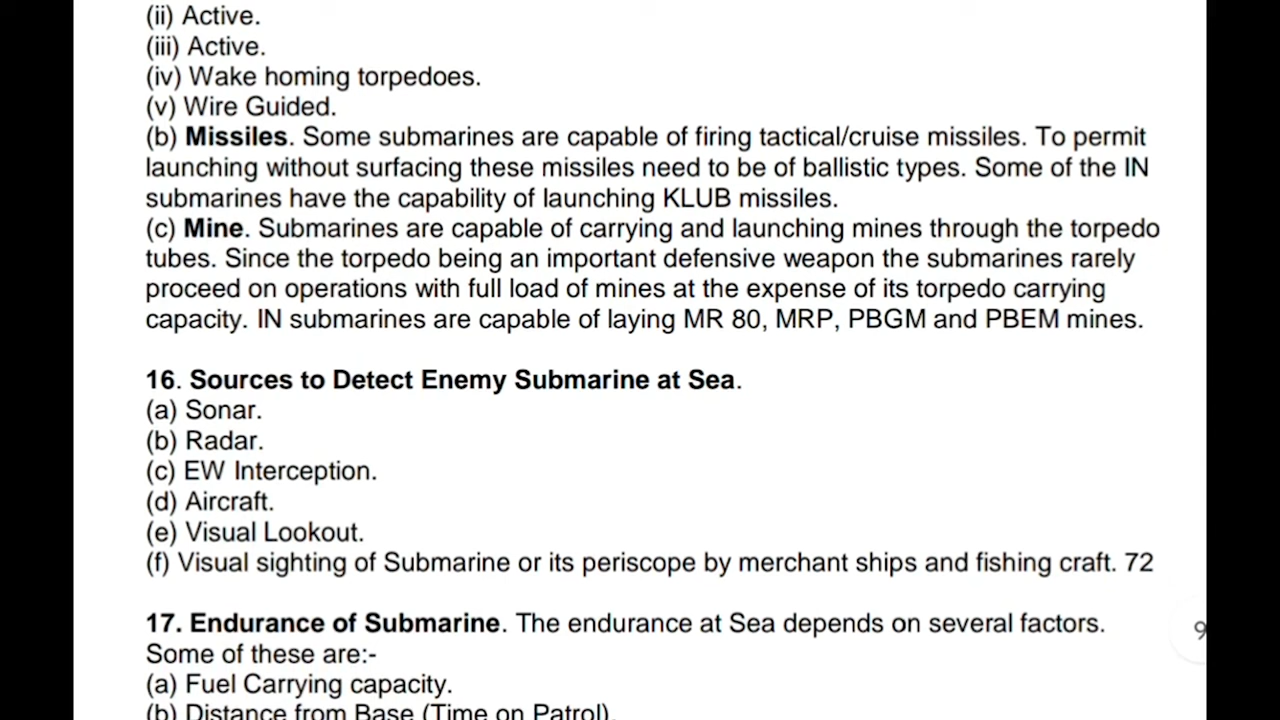 (ii) Active.
(iii) Active.
(iv) Wake homing torpedoes.
(v) Wire Guided.
(b) Missiles. Some submarines are capable of firing tactical/cruise missiles. To permit
launching without surfacing these missiles need to be of ballistic types. Some of the IN
submarines have the capability of launching KLUB missiles.
(c) Mine. Submarines are capable of carrying and launching mines through the torpedo
tubes. Since the torpedo being an important defensive weapon the submarines rarely
proceed on operations with full load of mines at the expense of its torpedo carrying
capacity. IN submarines are capable of laying MR 80, MRP, PBGM and PBEM mines.
16. Sources to Detect Enemy Submarine at Sea.
(a) Sonar.
(b) Radar.
(c) EW Interception.
(d) Aircraft.
(e) Visual Lookout.
(f) Visual sighting of Submarine or its periscope by merchant ships and fishing craft. 72
17. Endurance of Submarine. The endurance at Sea depends on several factors.
Some of these are:-
(a) Fuel Carrying capacity.
(b) Distance from Base (Time on Patrol).
9